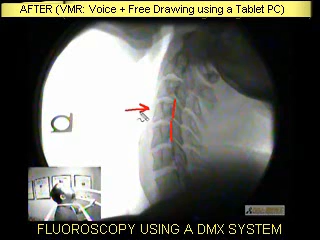 AFTER (VMR: Voice + Free Drawing using a Tablet PC)
FLUOROSCOPY USING A DMX SYSTEM